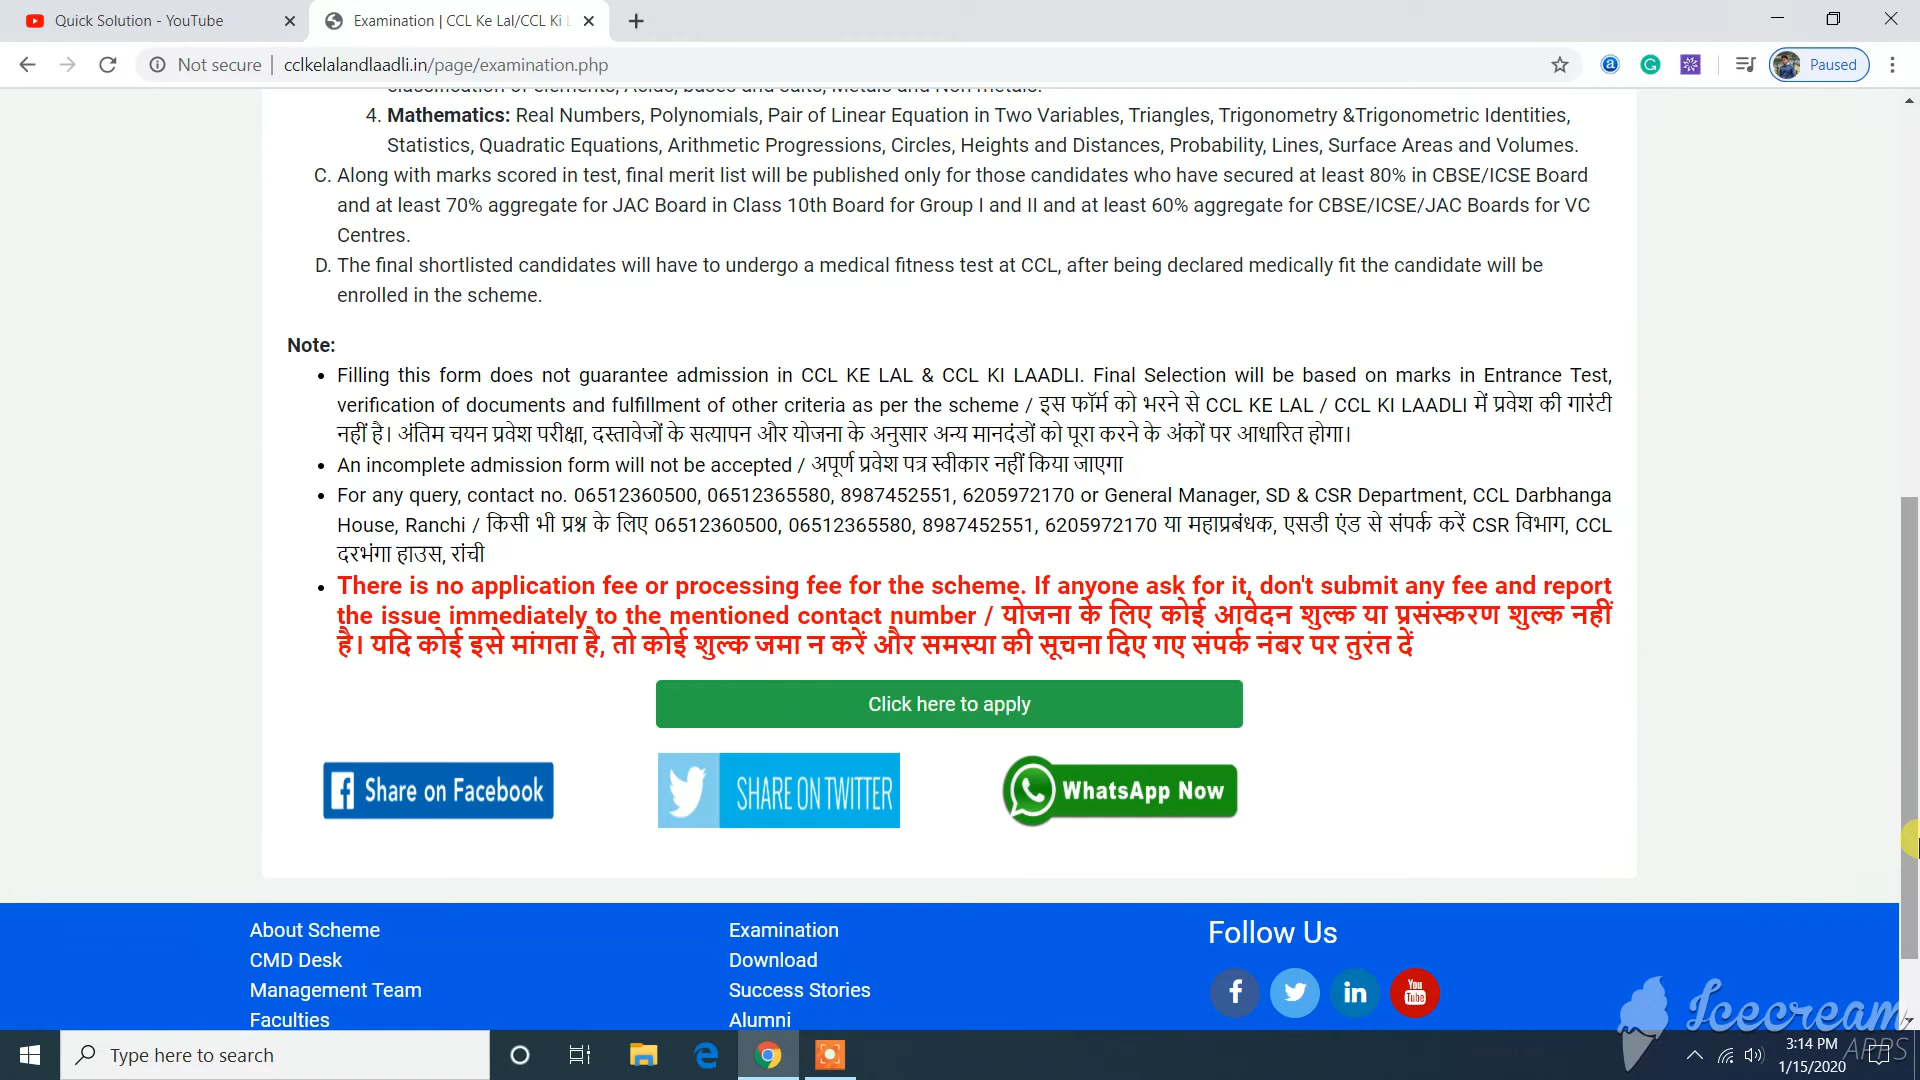 Quick Solution - YouTube
Examination | CCL Ke Lal/CCL Ki L
Not secure | cclkelalandlaadli.in/page/examination.php
Paused
classification of elements, Acids, bases and salts, Metals and Non metals.
4. Mathematics: Real Numbers, Polynomials, Pair of Linear Equation in Two Variables, Triangles, Trigonometry &Trigonometric Identities,
Statistics, Quadratic Equations, Arithmetic Progressions, Circles, Heights and Distances, Probability, Lines, Surface Areas and Volumes.
C. Along with marks scored in test, final merit list will be published only for those candidates who have secured at least 80% in CBSE/ICSE Board
and at least 70% aggregate for JAC Board in Class 10th Board for Group I and II and at least 60% aggregate for CBSE/ICSE/JAC Boards for VC
Centres.
D. The final shortlisted candidates will have to undergo a medical fitness test at CCL, after being declared medically fit the candidate will be
enrolled in the scheme.
Note:
• Filling this form does not guarantee admission in CCL KE LAL & CCL KI LAADLI. Final Selection will be based on marks in Entrance Test,
verification of documents and fulfillment of other criteria as per the scheme / इस फॉर्म को भरने से CCL KE LAL / CCL KI LAADLI में प्रवेश की गारंटी
नहीं है। अंतिम चयन प्रवेश परीक्षा, दस्तावेजों के सत्यापन और योजना के अनुसार अन्य मानदंडों को पूरा करने के अंकों पर आधारित होगा।
• An incomplete admission form will not be accepted / अपूर्ण प्रवेश पत्र स्वीकार नहीं किया जाएगा
• For any query, contact no. 06512360500, 06512365580, 8987452551, 6205972170 or General Manager, SD & CSR Department, CCL Darbhanga
House, Ranchi / किसी भी प्रश्न के लिए 06512360500, 06512365580, 8987452551, 6205972170 या महाप्रबंधक, एसडी एंड से संपर्क करें CSR विभाग, CCL
दरभंगा हाउस, रांची
• There is no application fee or processing fee for the scheme. If anyone ask for it, don't submit any fee and report
the issue immediately to the mentioned contact number / योजना के लिए कोई आवेदन शुल्क या प्रसंस्करण शुल्क नहीं
है। यदि कोई इसे मांगता है, तो कोई शुल्क जमा न करें और समस्या की सूचना दिए गए संपर्क नंबर पर तुरंत दें
Click here to apply
Share on Facebook
SHARE ON TWITTER
WhatsApp Now
About Scheme
CMD Desk
Management Team
Faculties
Examination
Download
Success Stories
Alumni
Follow Us
You Tube
Icecream
APPS
Type here to search
3:14 PM
1/15/2020